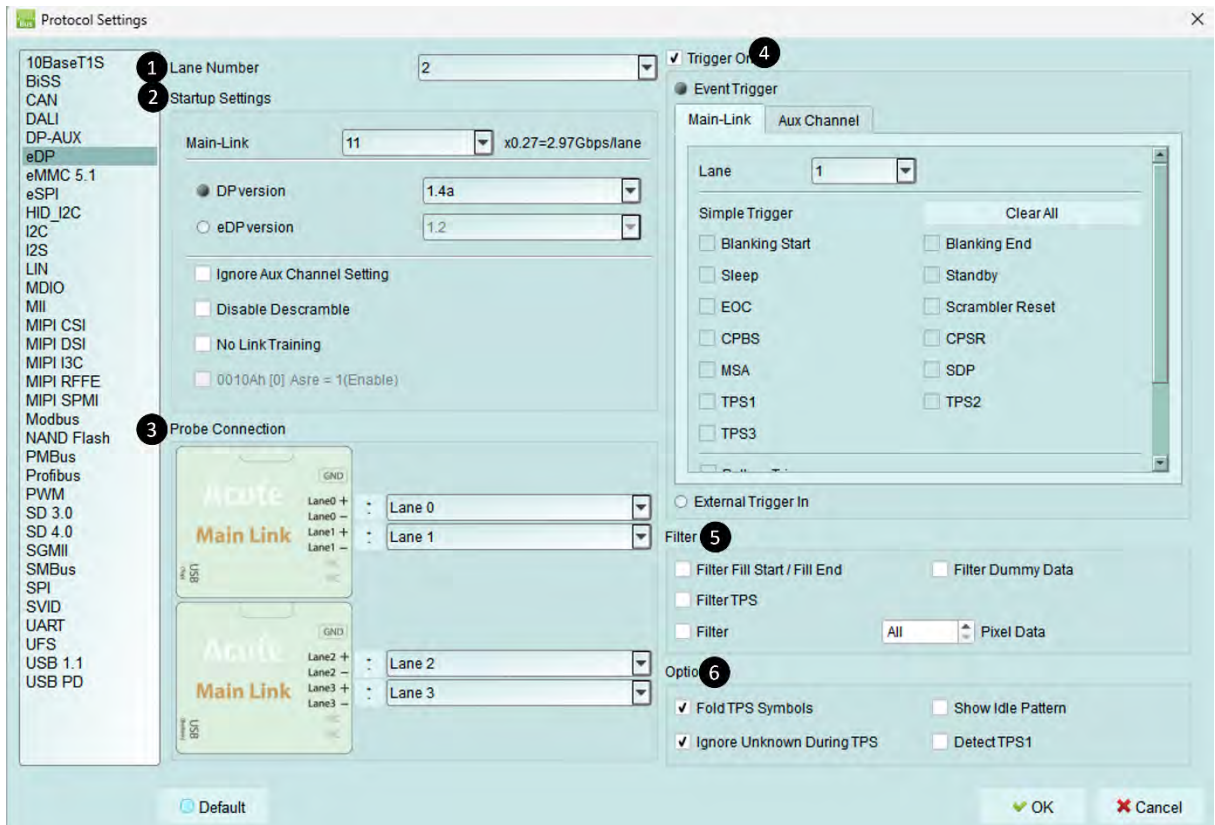 Protocol Settings
10BaseT1S
BiSS
CAN
DALI
DP-AUX
eDP
eMMC 5.1
eSPI
HID_I2C
I2C
I2S
LIN
MDIO
MII
MIPI CSI
MIPI DSI
MIPI I3C
MIPI RFFE
MIPI SPMI
Modbus
NAND Flash
PMBus
Profibus
PWM
SD 3.0
SD 4.0
SGMII
SMBus
SPI
SVID
UART
UFS
USB 1.1
USB PD
1 Lane Number 2
2 Startup Settings
Main-Link 11 x0.27=2.97Gbps/lane
DP version 1.4a
eDP version 1.2
Ignore Aux Channel Setting
Disable Descramble
No Link Training
0010Ah [0] Asre = 1(Enable)
3 Probe Connection
GND
Acute
Main Link
Lane0 + : Lane 0
Lane0 −
Lane1 + : Lane 1
Lane1 −
USB
GND
Acute
Main Link
Lane2 + : Lane 2
Lane2 −
Lane3 + : Lane 3
Lane3 −
USB
Default
Trigger On 4
Event Trigger
Main-Link Aux Channel
Lane 1
Simple Trigger Clear All
Blanking Start Blanking End
Sleep Standby
EOC Scrambler Reset
CPBS CPSR
MSA SDP
TPS1 TPS2
TPS3
External Trigger In
Filter 5
Filter Fill Start / Fill End Filter Dummy Data
Filter TPS
Filter All Pixel Data
Option 6
Fold TPS Symbols Show Idle Pattern
Ignore Unknown During TPS Detect TPS1
OK Cancel